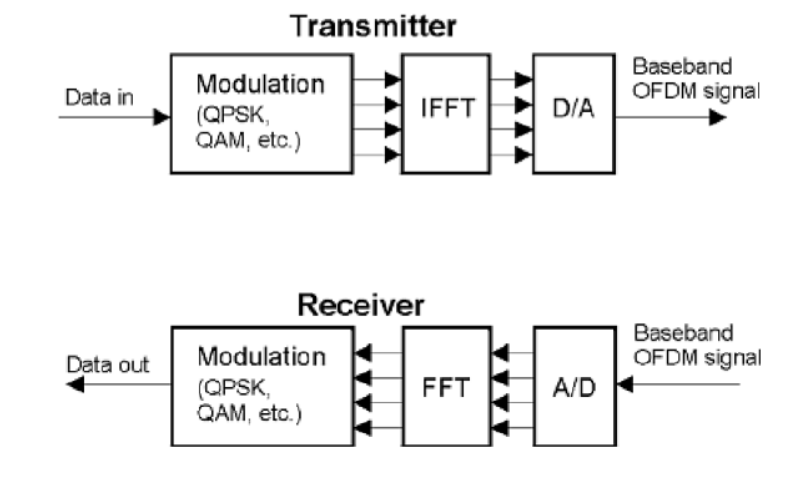 Transmitter
Data in
Modulation
(QPSK,
QAM, etc.)
IFFT
D/A
Baseband
OFDM signal
Receiver
Data out
Modulation
(QPSK,
QAM, etc.)
FFT
A/D
Baseband
OFDM signal